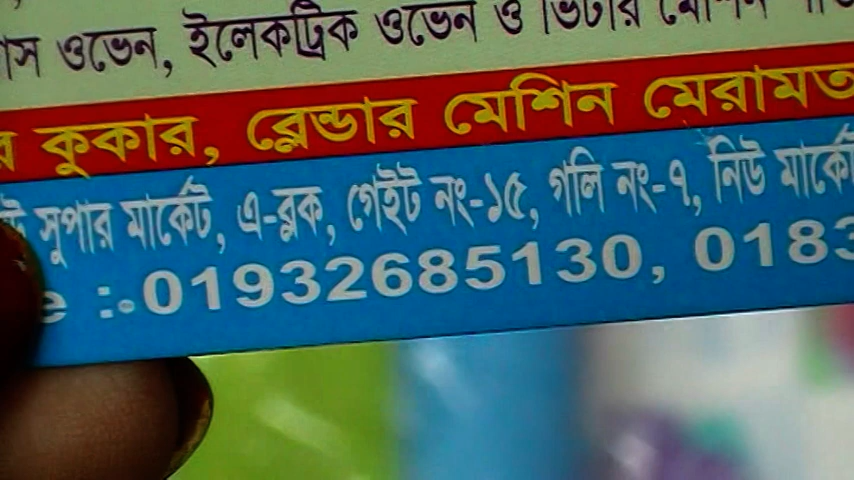 ওভেন, ইলেকট্রিক ওভেন ও
কুকার, ব্লেন্ডার মেশিন মেরামত
সুপার মার্কেট, এ-ব্লক, গেইট নং-১৫, গলি নং-৭, নিউ
:-01932685130, 0183